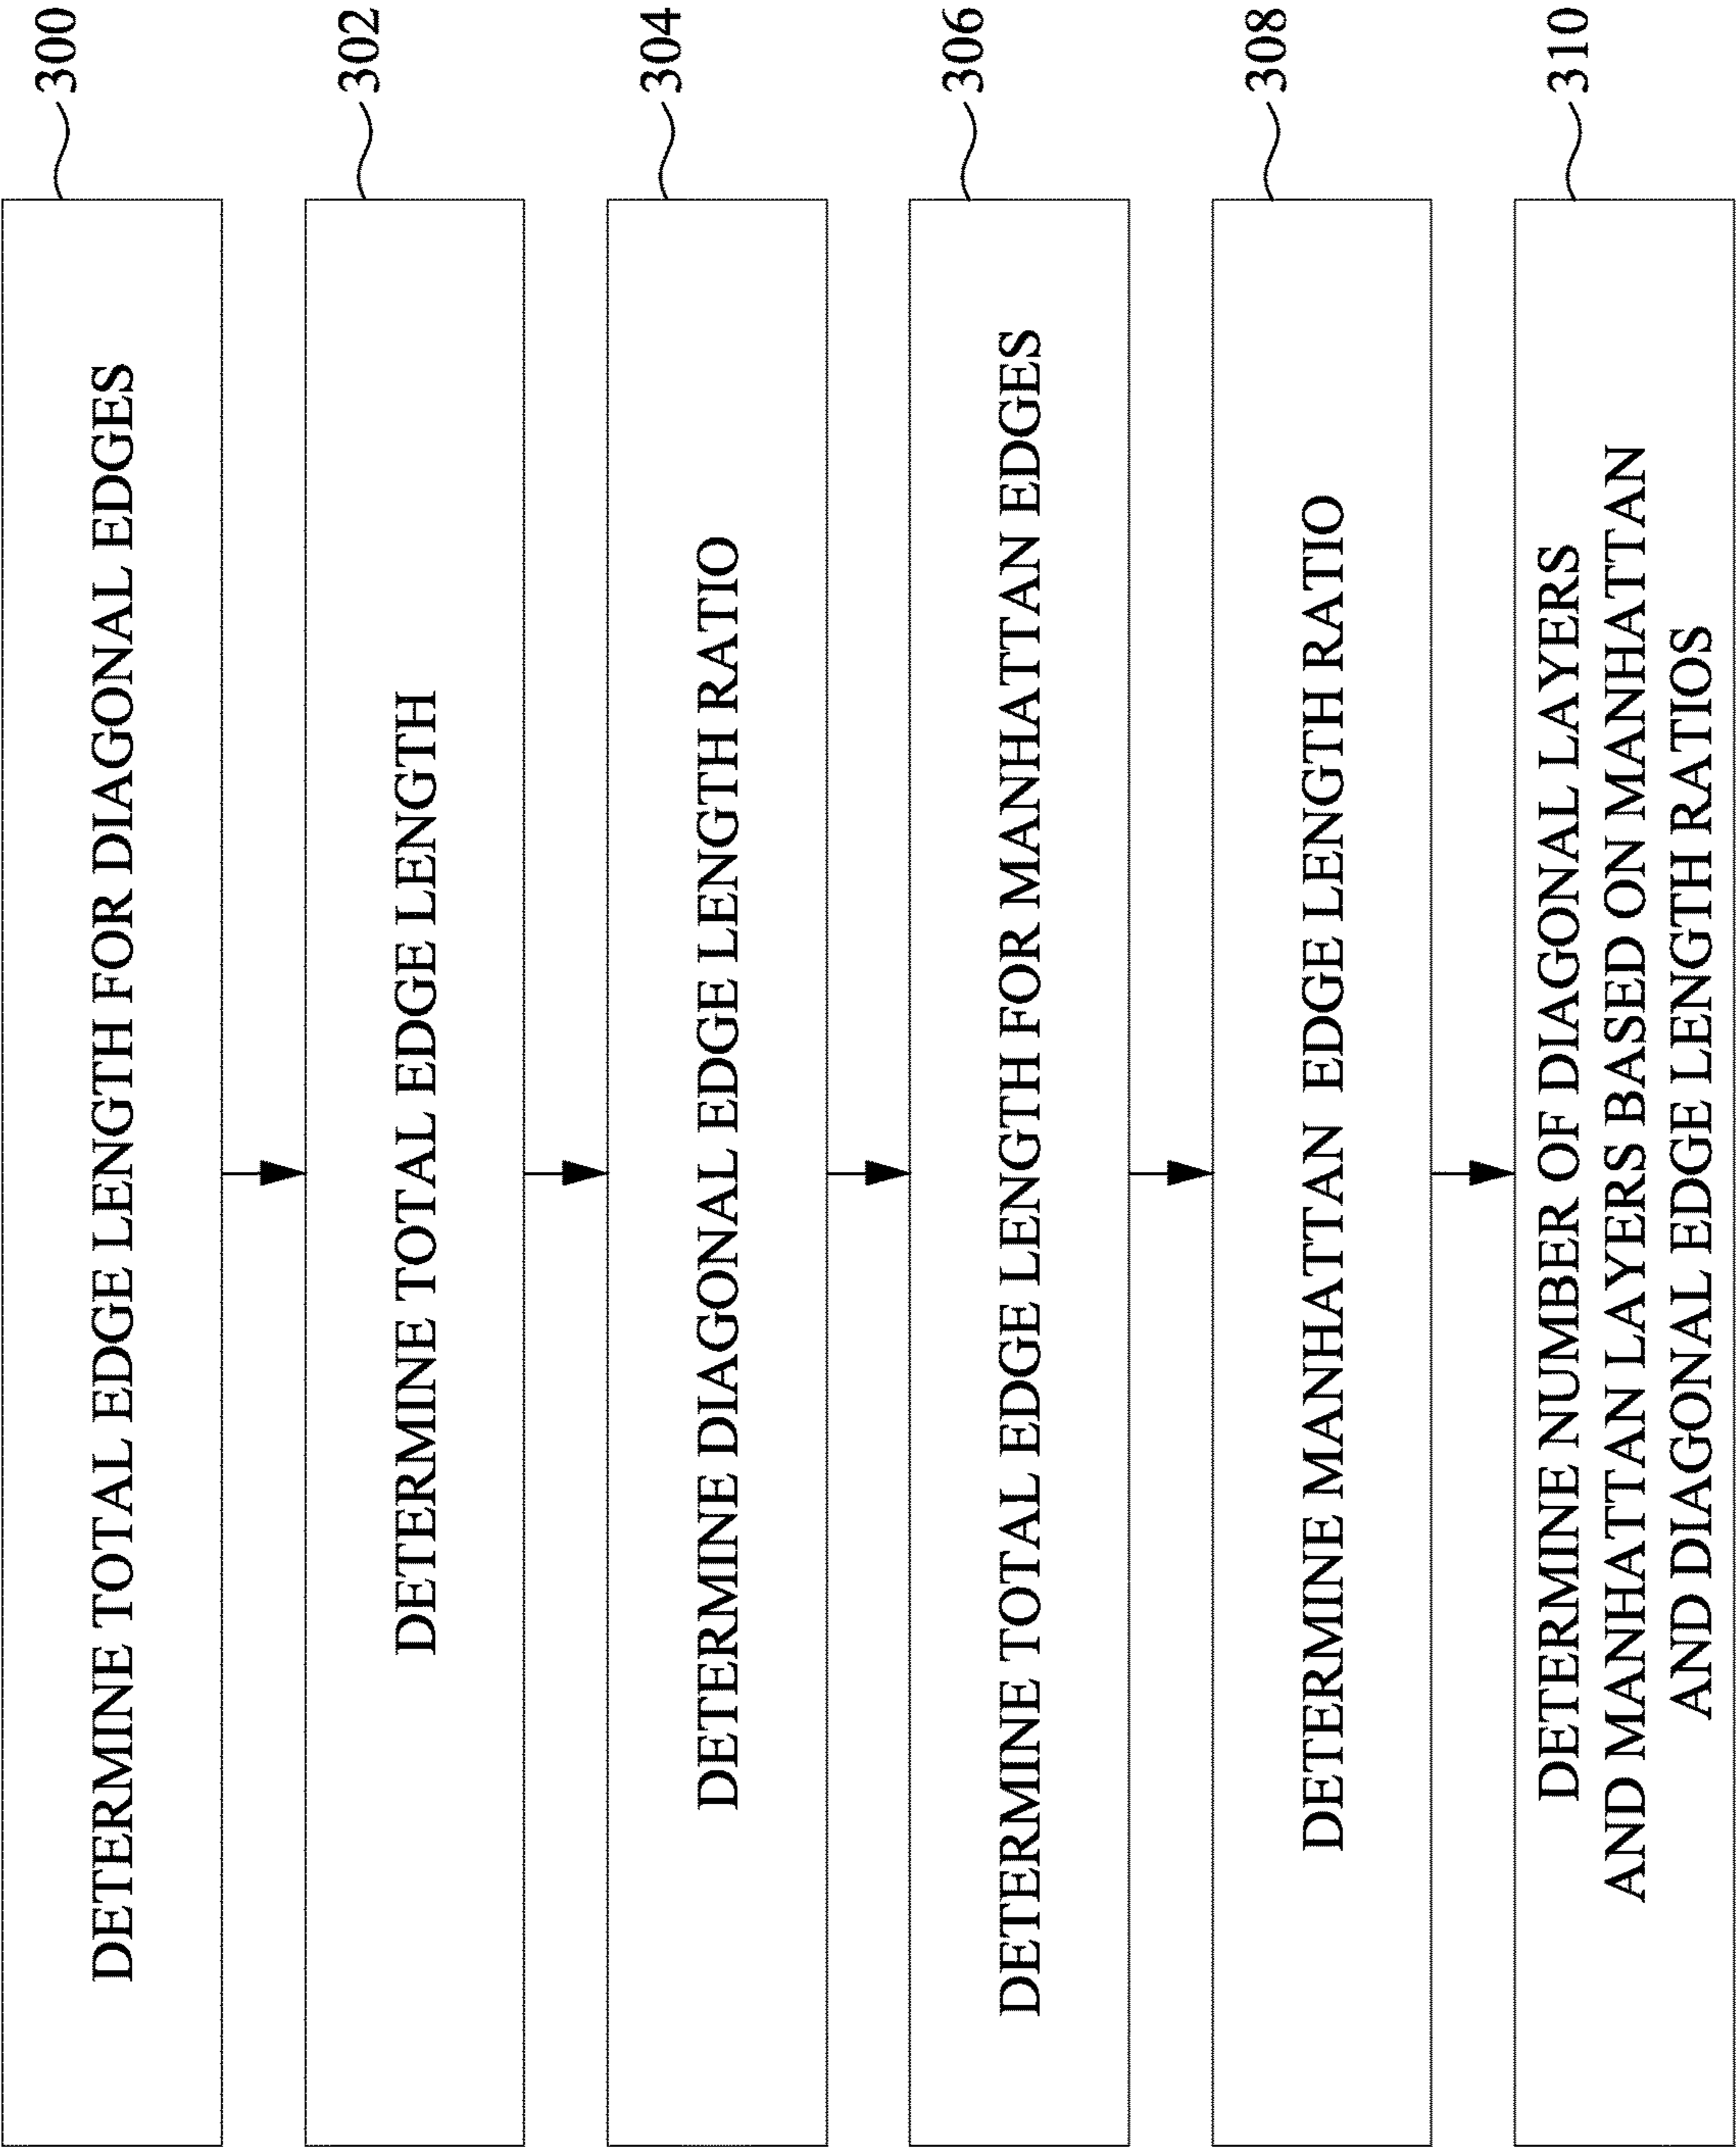 DETERMINE TOTAL EDGE LENGTH FOR DIAGONAL EDGES
300
DETERMINE TOTAL EDGE LENGTH
302
DETERMINE DIAGONAL EDGE LENGTH RATIO
304
DETERMINE TOTAL EDGE LENGTH FOR MANHATTAN EDGES
306
DETERMINE MANHATTAN EDGE LENGTH RATIO
308
DETERMINE NUMBER OF DIAGONAL LAYERS
AND MANHATTAN LAYERS BASED ON MANHATTAN
AND DIAGONAL EDGE LENGTH RATIOS
310